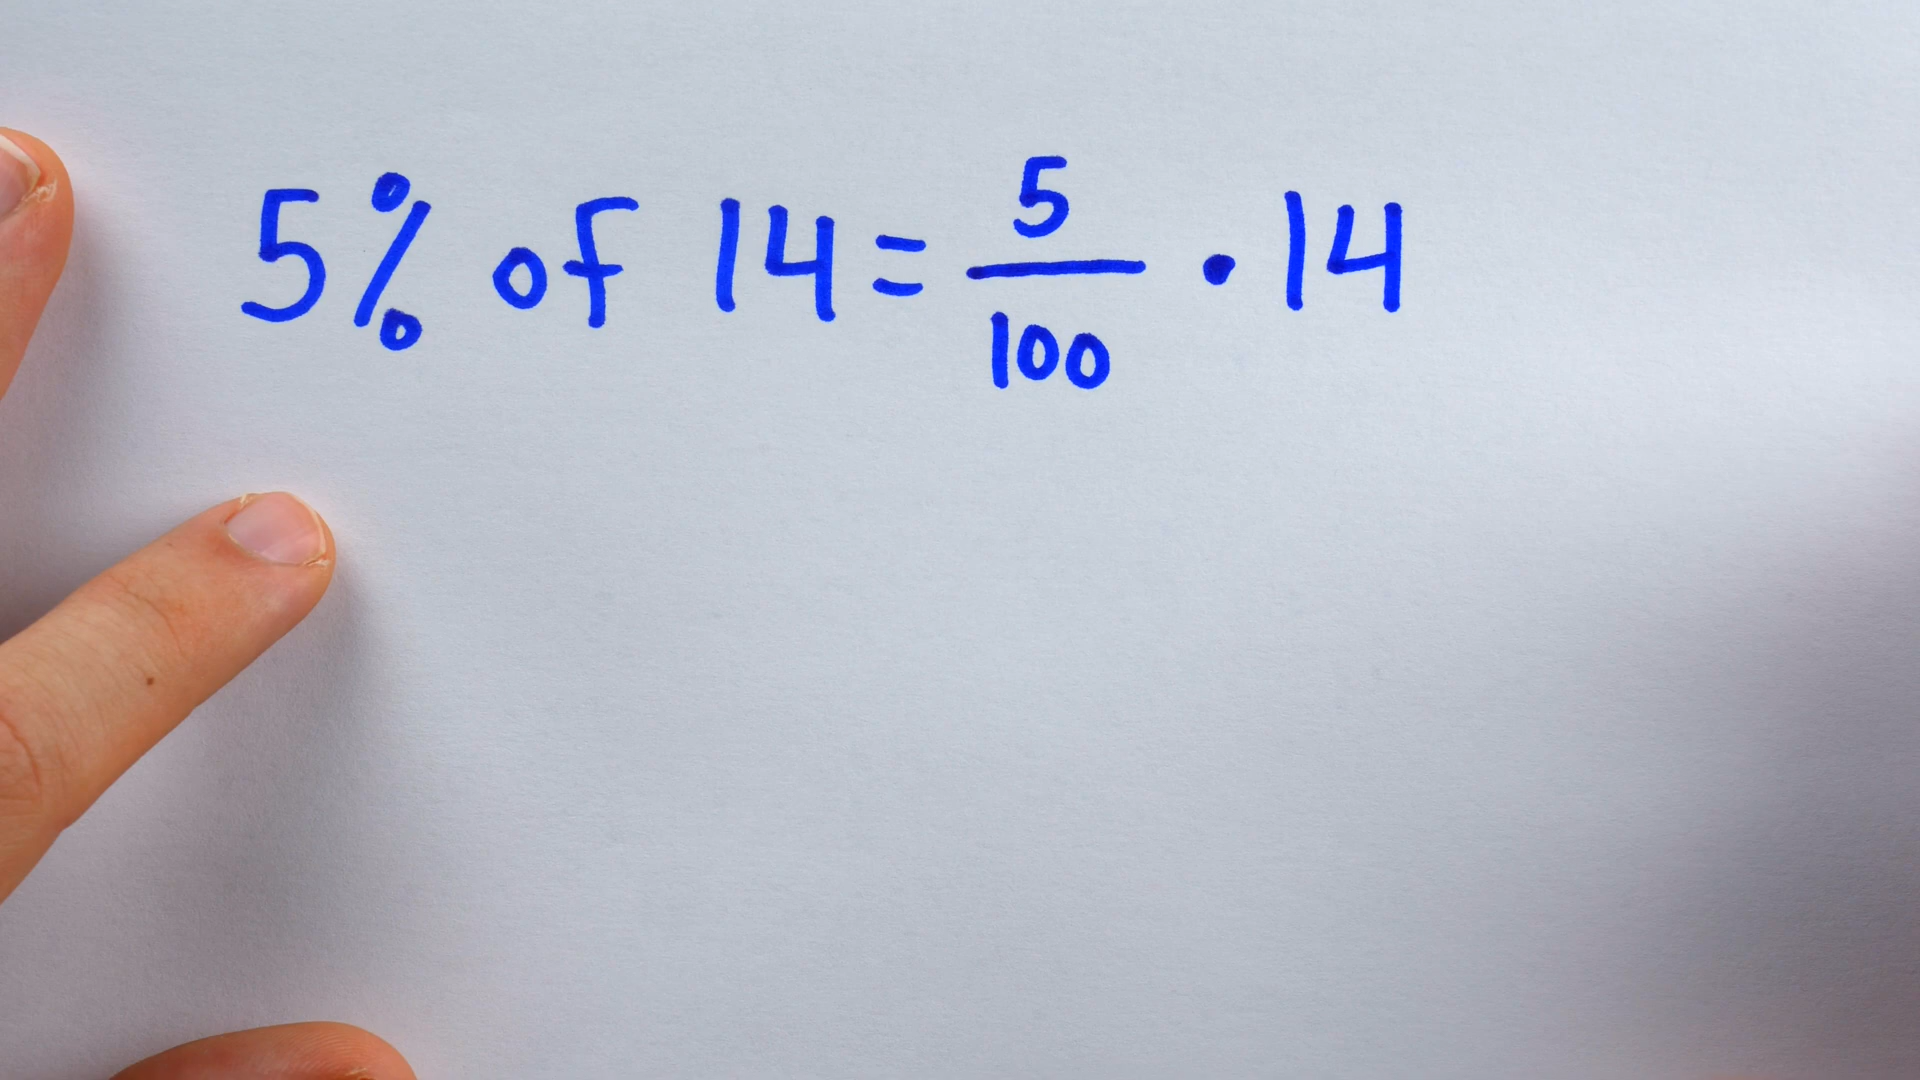 5% of 14 = 5/100 · 14